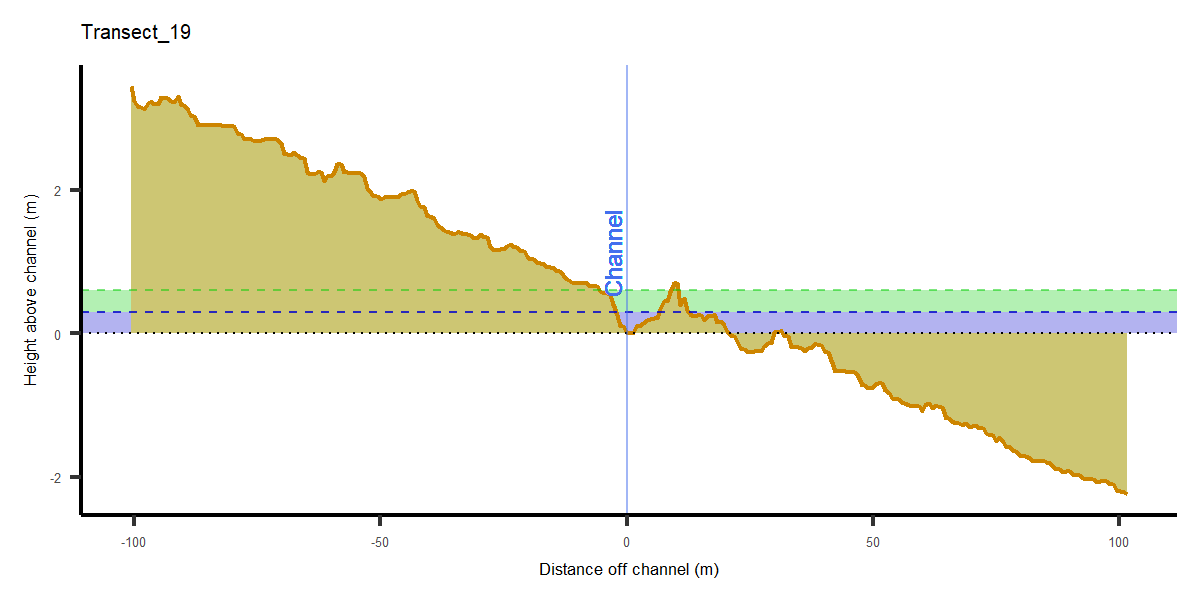 Transect_19
Height above channel (m)
2
0
-2
Channel
-100
-50
0
50
100
Distance off channel (m)